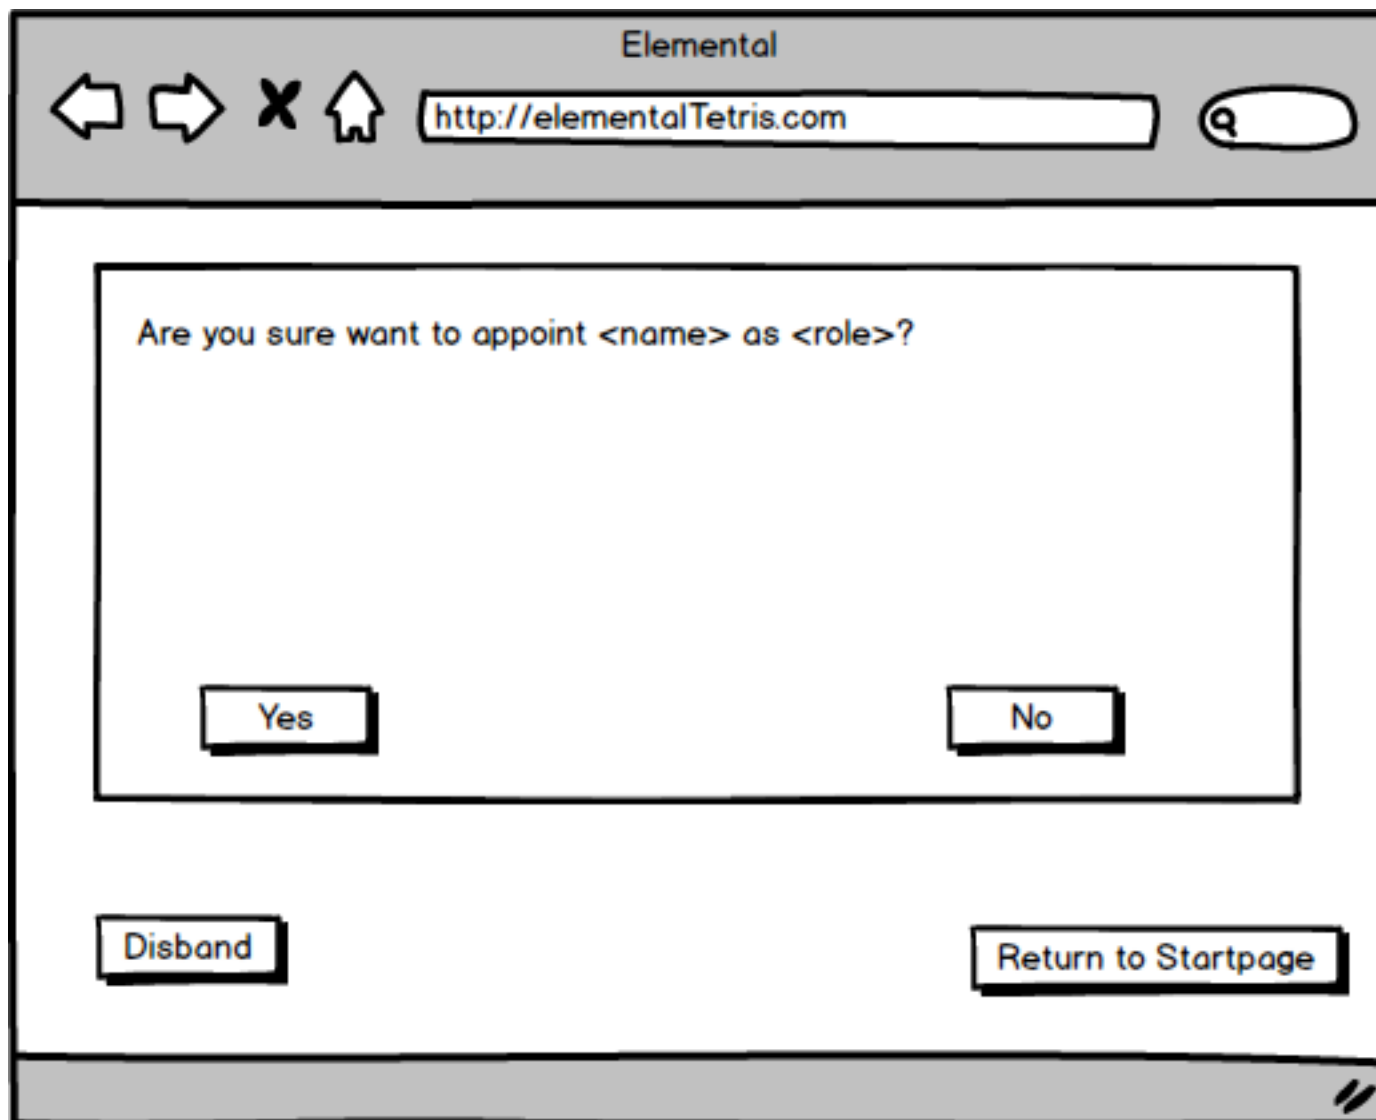 Elemental
http://elementalTetris.com
Are you sure want to appoint <name> as <role>?
Yes
No
Disband
Return to Startpage